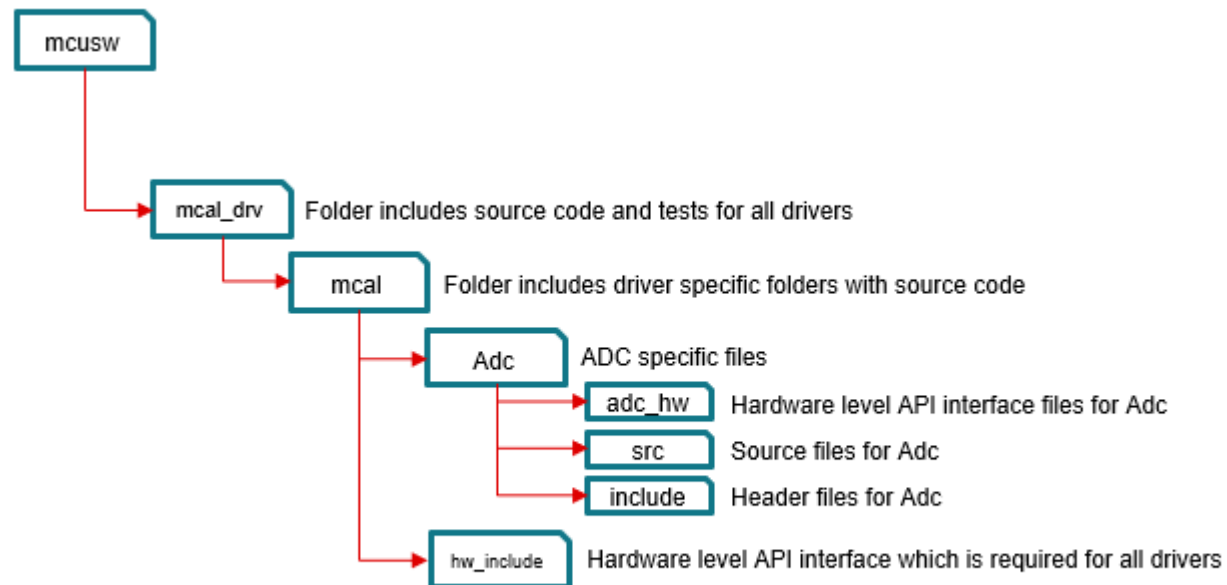 mcusw
mcal_drv Folder includes source code and tests for all drivers
mcal Folder includes driver specific folders with source code
Adc ADC specific files
adc_hw Hardware level API interface files for Adc
src Source files for Adc
include Header files for Adc
hw_include Hardware level API interface which is required for all drivers